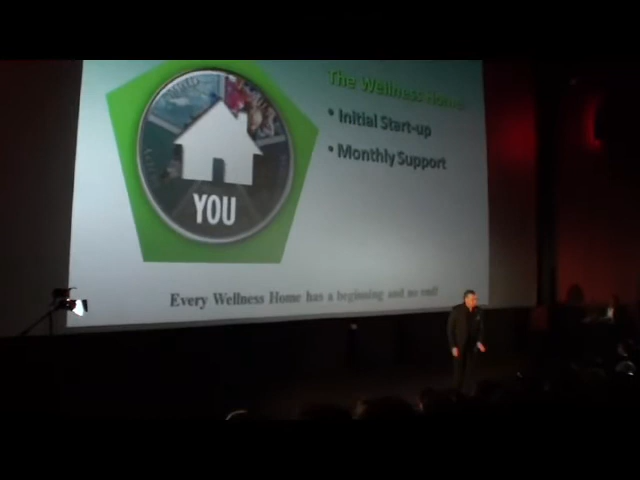 The Wellness Home
• Initial Start-up
• Monthly Support
YOU
Every Wellness Home has a beginning and no end!